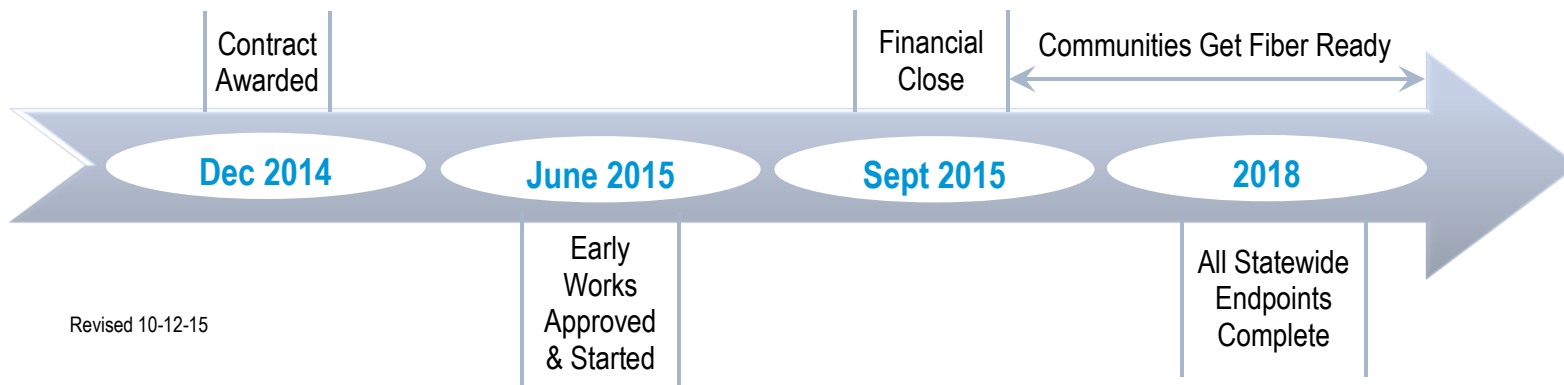 Contract
Awarded
Financial
Close
Communities Get Fiber Ready
Dec 2014
June 2015
Sept 2015
2018
Early
Works
Approved
& Started
All Statewide
Endpoints
Complete
Revised 10-12-15